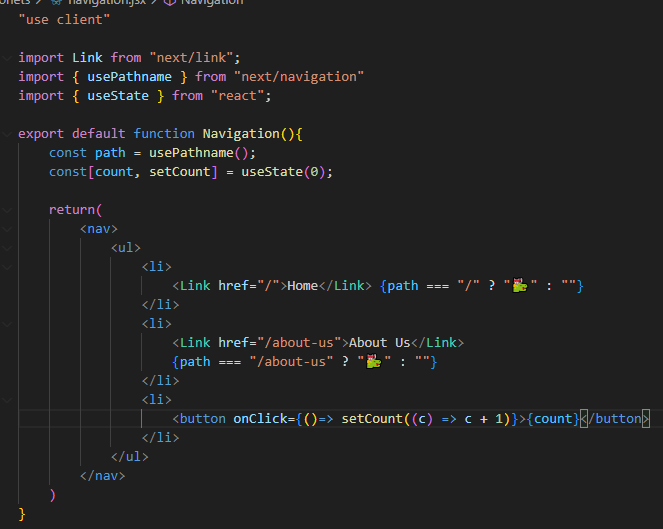 navigation.jsx > Navigation
"use client"
import Link from "next/link";
import { usePathname } from "next/navigation"
import { useState } from "react";
export default function Navigation(){
const path = usePathname();
const[count, setCount] = useState(0);
return(
<nav>
<ul>
<li>
<Link href="/">Home</Link> {path === "/" ? "" : ""}
</li>
<li>
<Link href="/about-us">About Us</Link>
{path === "/about-us" ? "" : ""}
</li>
<li>
<button onClick={()=> setCount((c) => c + 1)}>{count}</button>
</li>
</ul>
</nav>
)
}